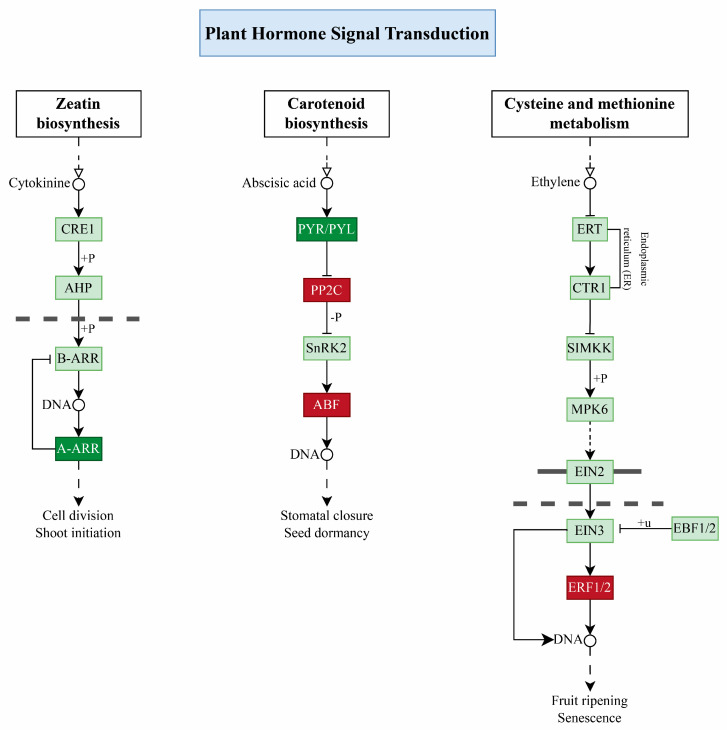 Plant Hormone Signal Transduction
Zeatin
biosynthesis
Cytokinine
CRE1
+P
AHP
+P
B-ARR
DNA
A-ARR
Cell division
Shoot initiation
Carotenoid
biosynthesis
Abscisic acid
PYR/PYL
PP2C
-P
SnRK2
ABF
DNA
Stomatal closure
Seed dormancy
Cysteine and methionine
metabolism
Ethylene
ERT
Endoplasmic
reticulum (ER)
CTR1
SIMKK
+P
MPK6
EIN2
EIN3
+u
EBF1/2
ERF1/2
DNA
Fruit ripening
Senescence